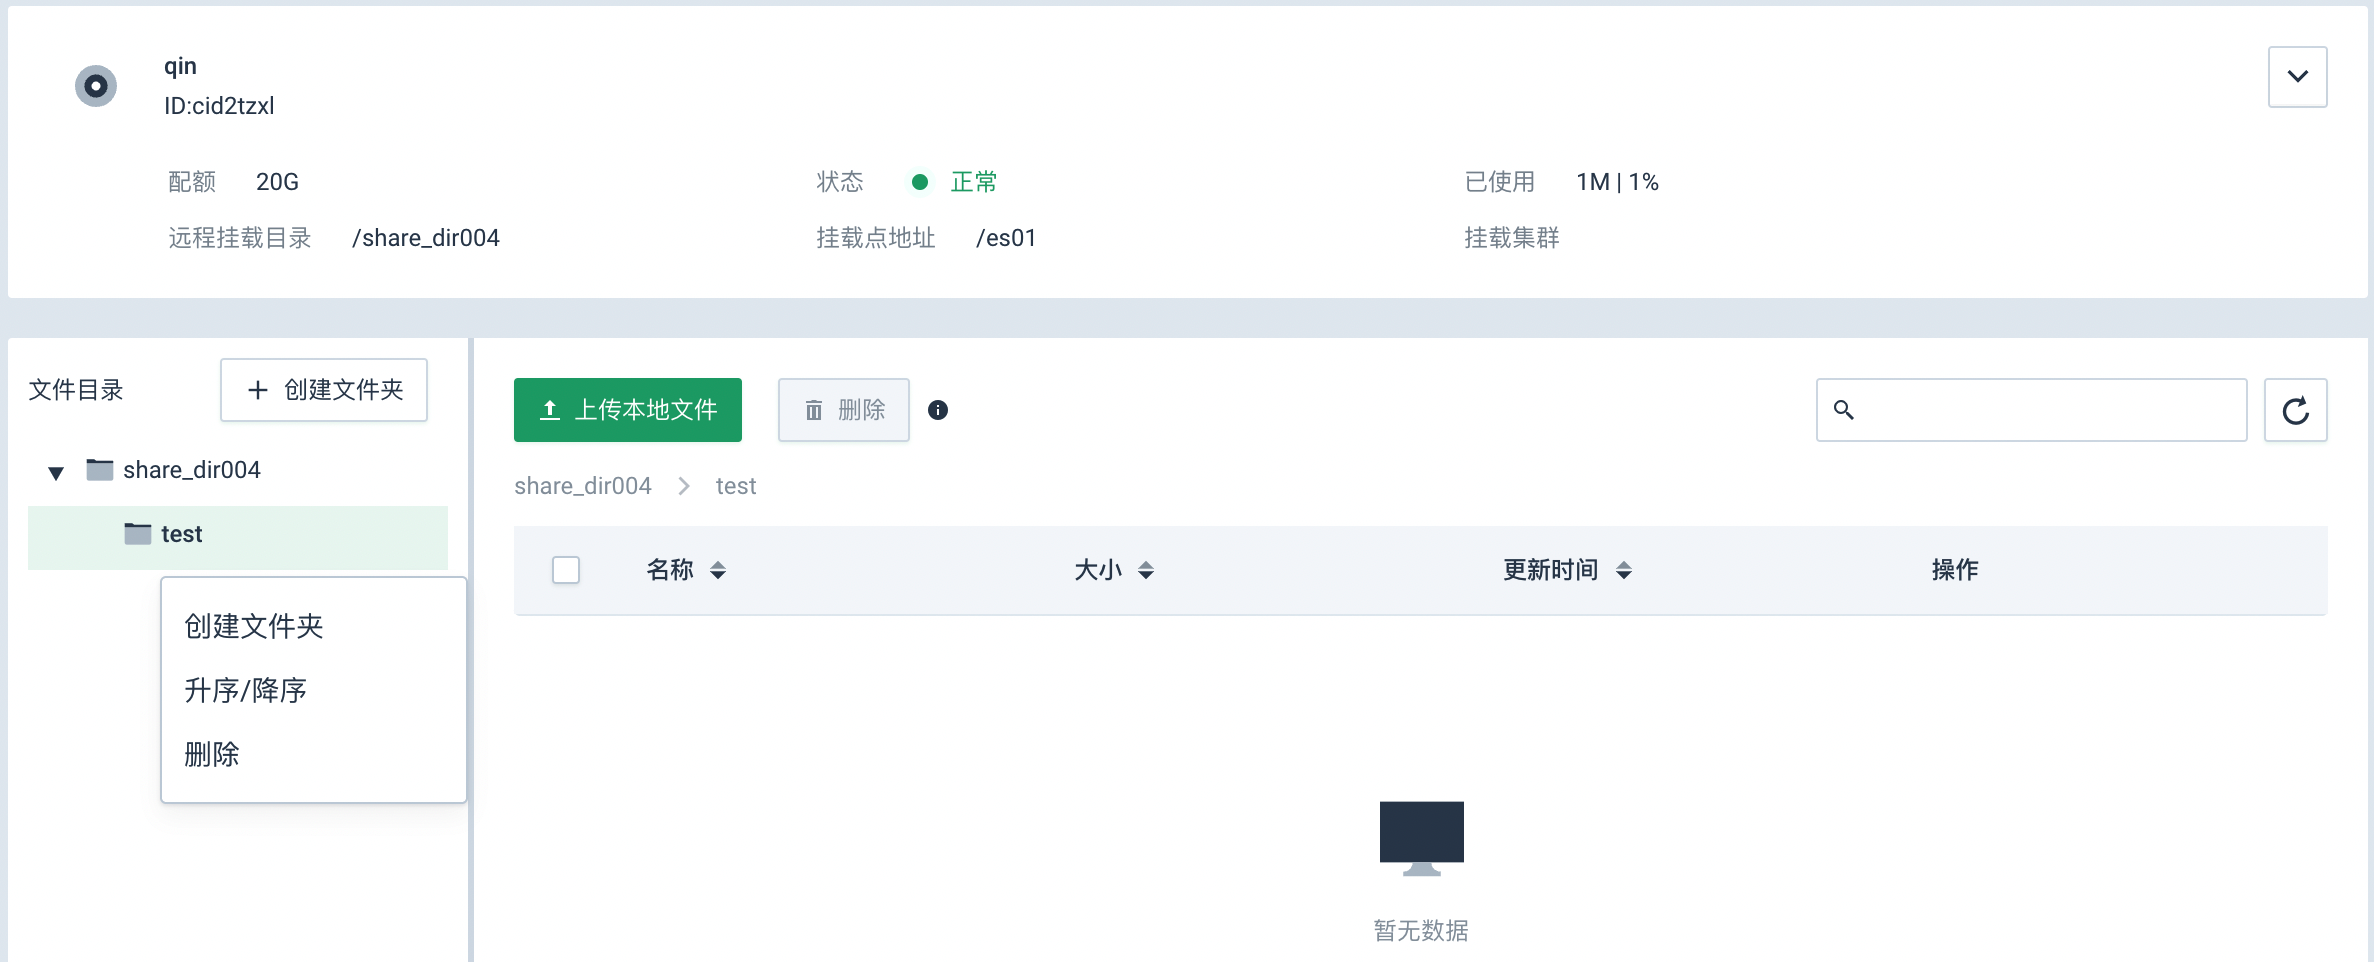 qin
ID:cid2tzxl
配额 20G 状态 正常 已使用 1M | 1%
远程挂载目录 /share_dir004 挂载点地址 /es01 挂载集群
文件目录 创建文件夹
share_dir004
test
创建文件夹
升序/降序
删除
上传本地文件 删除
share_dir004 > test
名称 大小 更新时间 操作
暂无数据